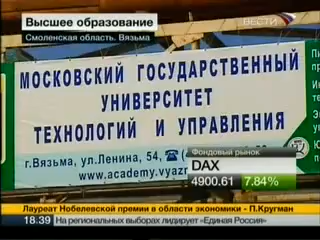 Высшее образование
Смоленская область. Вязьма
ВЕСТИ
МОСКОВСКИЙ ГОСУДАРСТВЕННЫЙ
УНИВЕРСИТЕТ
ТЕХНОЛОГИЙ И УПРАВЛЕНИЯ
г.Вязьма, ул.Ленина, 54,
www.academy.vyaz
Фондовый рынок
DAX
4900.61 7.84%
Лауреат Нобелевской премии в области экономики - П.Кругман
18:39 На региональных выборах лидирует "Единая Россия"